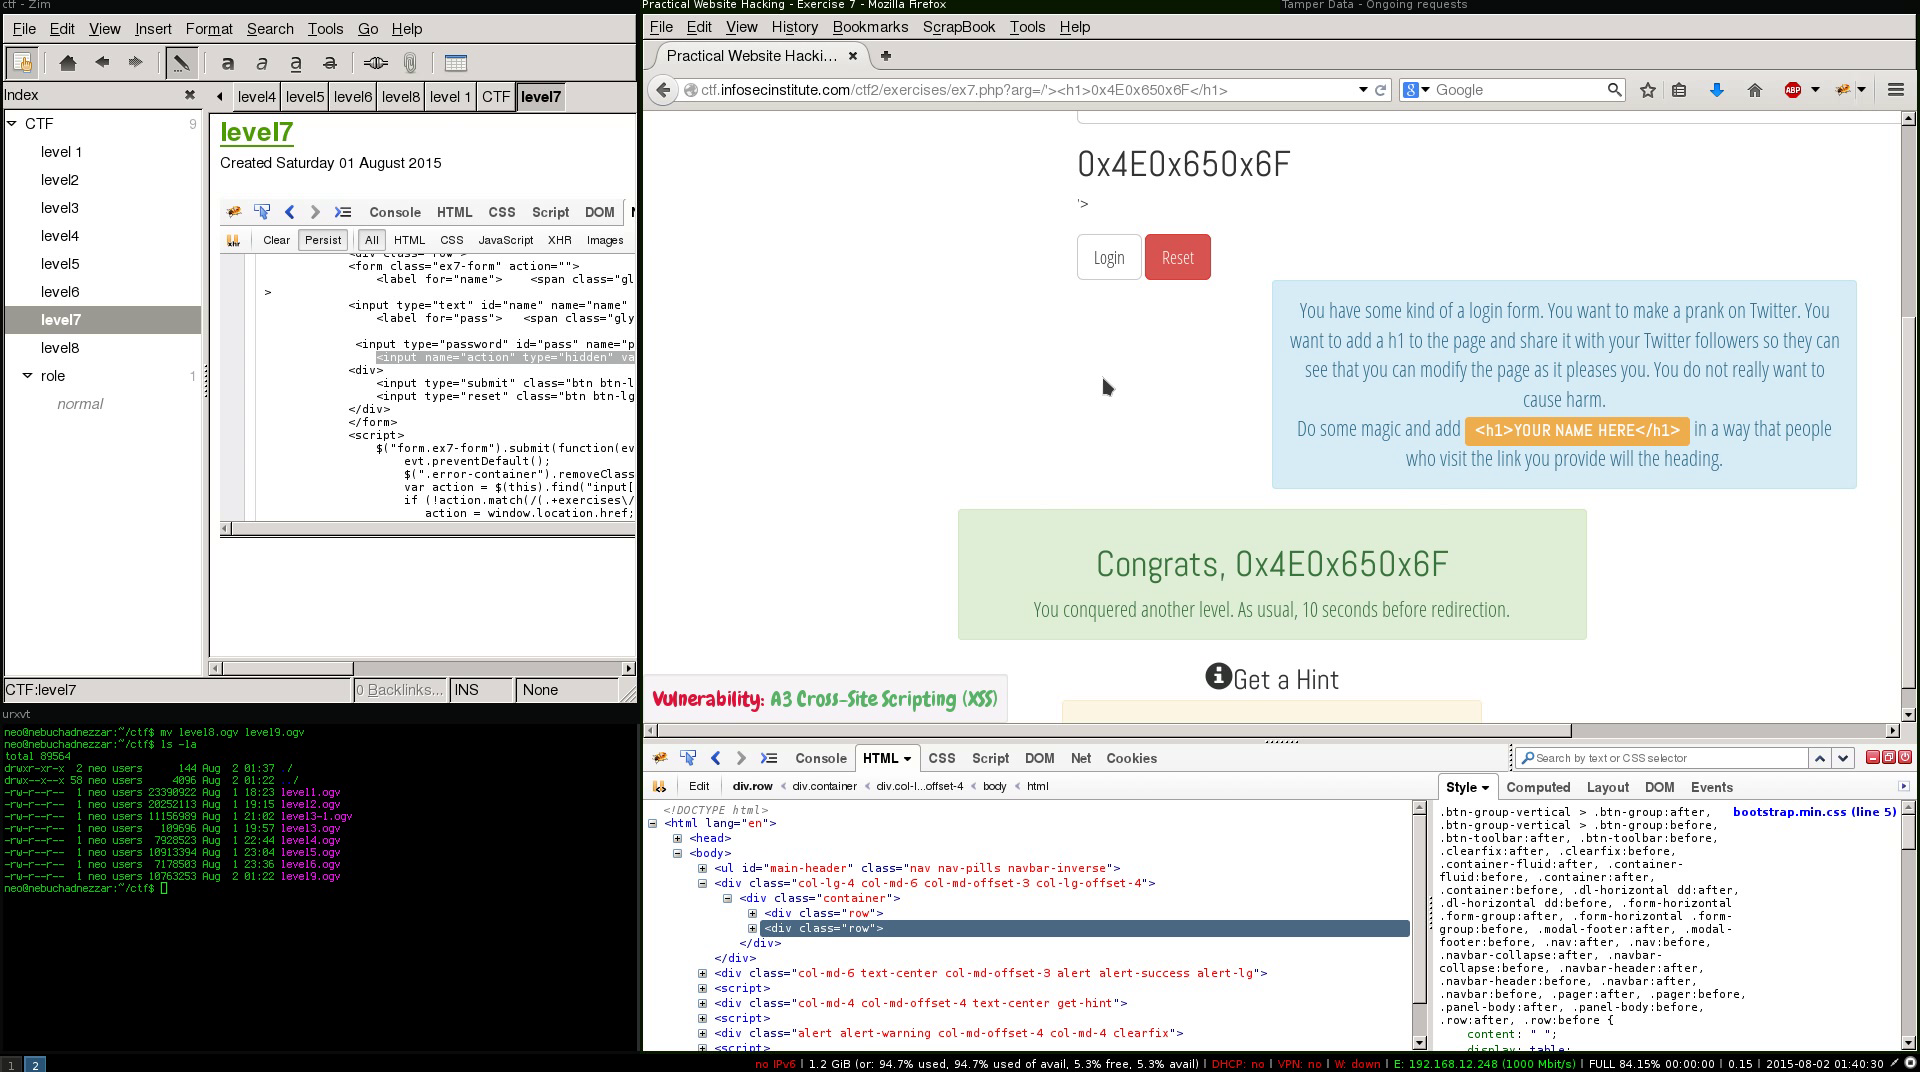 ctf - Zim
File Edit View Insert Format Search Tools Go Help
Index
level4 level5 level6 level8 level 1 CTF level7
CTF 9
level 1
level2
level3
level4
level5
level6
level7
level8
role 1
normal
level7
Created Saturday 01 August 2015
Console HTML CSS Script DOM
Clear Persist All HTML CSS JavaScript XHR Images
<form class="ex7-form" action="">
<label for="name"> <span class="gl
>
<input type="text" id="name" name="name"
<label for="pass"> <span class="gly
<input type="password" id="pass" name="p
<input name="action" type="hidden" va
<div>
<input type="submit" class="btn btn-l
<input type="reset" class="btn btn-lg
</div>
</form>
<script>
$("form.ex7-form").submit(function(ev
evt.preventDefault();
$(".error-container").removeClass
var action = $(this).find("input[
if (!action.match(/(.+exercises\/
action = window.location.href;
CTF:level7 0 Backlinks... INS None
urxvt
neo@nebuchadnezzar:~/ctf$ mv level8.ogv level9.ogv
neo@nebuchadnezzar:~/ctf$ ls -la
total 89564
drwxr-xr-x 2 neo users 144 Aug 2 01:37 ./
drwx--x--x 58 neo users 4096 Aug 2 01:22 ../
-rw-r--r-- 1 neo users 23390922 Aug 1 18:23 level1.ogv
-rw-r--r-- 1 neo users 20252113 Aug 1 19:15 level2.ogv
-rw-r--r-- 1 neo users 11156989 Aug 1 21:02 level3-1.ogv
-rw-r--r-- 1 neo users 109696 Aug 1 19:57 level3.ogv
-rw-r--r-- 1 neo users 7928523 Aug 1 22:44 level4.ogv
-rw-r--r-- 1 neo users 10913394 Aug 1 23:04 level5.ogv
-rw-r--r-- 1 neo users 7178503 Aug 1 23:36 level6.ogv
-rw-r--r-- 1 neo users 10763253 Aug 2 01:22 level9.ogv
neo@nebuchadnezzar:~/ctf$
Practical Website Hacking - Exercise 7 - Mozilla Firefox
Tamper Data - Ongoing requests
File Edit View History Bookmarks ScrapBook Tools Help
Practical Website Hacki...
ctf.infosecinstitute.com/ctf2/exercises/ex7.php?arg=/'><h1>0x4E0x650x6F</h1>
Google
ABP
0x4E0x650x6F
'>
Login Reset
You have some kind of a login form. You want to make a prank on Twitter. You
want to add a h1 to the page and share it with your Twitter followers so they can
see that you can modify the page as it pleases you. You do not really want to
cause harm.
Do some magic and add <h1>YOUR NAME HERE</h1> in a way that people
who visit the link you provide will the heading.
Congrats, 0x4E0x650x6F
You conquered another level. As usual, 10 seconds before redirection.
Get a Hint
Vulnerability: A3 Cross-Site Scripting (XSS)
Console HTML CSS Script DOM Net Cookies
Search by text or CSS selector
Edit div.row < div.container < div.col-l...offset-4 < body < html
Style Computed Layout DOM Events
<!DOCTYPE html>
<html lang="en">
<head>
<body>
<ul id="main-header" class="nav nav-pills navbar-inverse">
<div class="col-lg-4 col-md-6 col-md-offset-3 col-lg-offset-4">
<div class="container">
<div class="row">
<div class="row">
</div>
</div>
<div class="col-md-6 text-center col-md-offset-3 alert alert-success alert-lg">
<script>
<div class="col-md-4 col-md-offset-4 text-center get-hint">
<script>
<div class="alert alert-warning col-md-offset-4 col-md-4 clearfix">
<script>
.btn-group-vertical > .btn-group:after, bootstrap.min.css (line 5)
.btn-group-vertical > .btn-group:before,
.btn-toolbar:after, .btn-toolbar:before,
.clearfix:after, .clearfix:before,
.container-fluid:after, .container-
fluid:before, .container:after,
.container:before, .dl-horizontal dd:after,
.dl-horizontal dd:before, .form-horizontal
.form-group:after, .form-horizontal .form-
group:before, .modal-footer:after, .modal-
footer:before, .nav:after, .nav:before,
.navbar-collapse:after, .navbar-
collapse:before, .navbar-header:after,
.navbar-header:before, .navbar:after,
.navbar:before, .pager:after, .pager:before,
.panel-body:after, .panel-body:before,
.row:after, .row:before {
content: " ";
display: table;
1 2
no IPv6 | 1.2 GiB (or: 94.7% used, 94.7% of avail, 5.3% free, 5.3% avail) | DHCP: no | VPN: no | W: down | E: 192.168.12.248 (1000 Mbit/s) | FULL 84.15% 00:00:00 | 0.15 | 2015-08-02 01:40:30